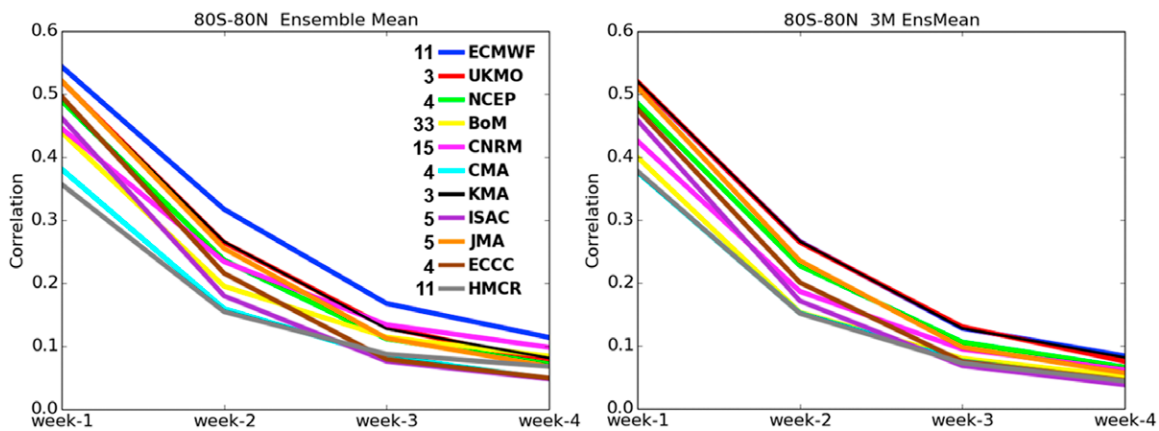 80S-80N Ensemble Mean
Correlation
0.6
0.5
0.4
0.3
0.2
0.1
0.0
week-1 week-2 week-3 week-4
11 ECMWF
3 UKMO
4 NCEP
33 BoM
15 CNRM
4 CMA
3 KMA
5 ISAC
5 JMA
4 ECCC
11 HMCR
80S-80N 3M EnsMean
Correlation
0.6
0.5
0.4
0.3
0.2
0.1
0.0
week-1 week-2 week-3 week-4